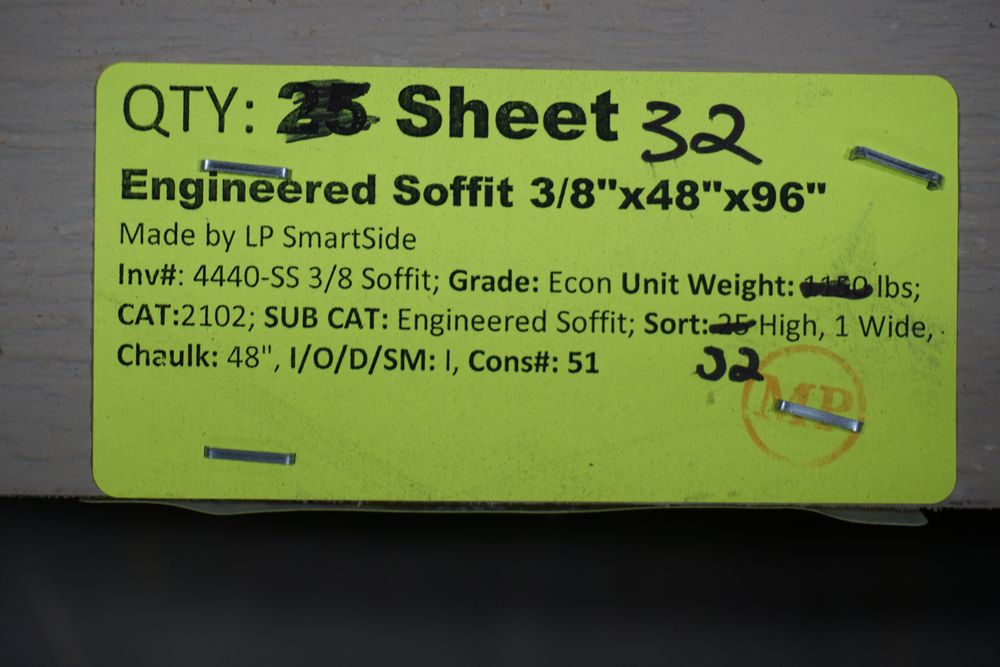 QTY: 25 Sheet 32
Engineered Soffit 3/8"x48"x96"
Made by LP SmartSide
Inv#: 4440-SS 3/8 Soffit; Grade: Econ Unit Weight: 1150 lbs;
CAT:2102; SUB CAT: Engineered Soffit; Sort: 25 High, 1 Wide,
32
Chaulk: 48", I/O/D/SM: I, Cons#: 51
MP